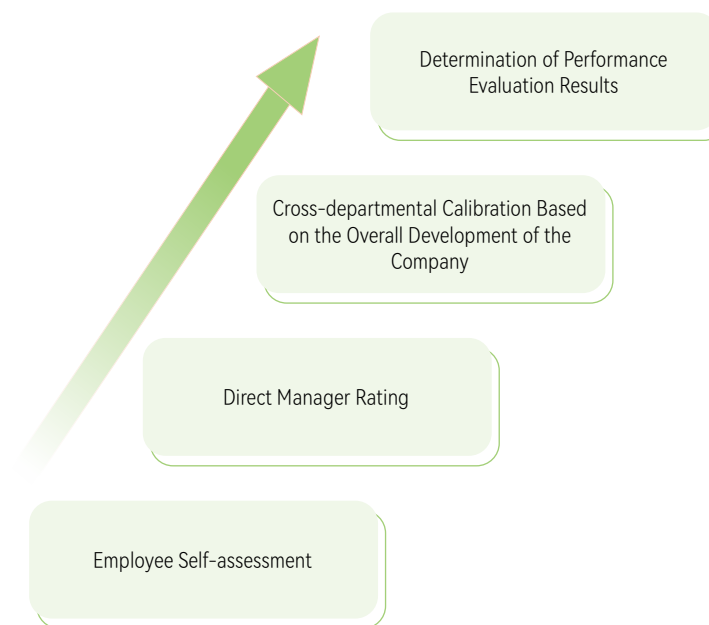 Determination of Performance
Evaluation Results
Cross-departmental Calibration Based
on the Overall Development of the
Company
Direct Manager Rating
Employee Self-assessment